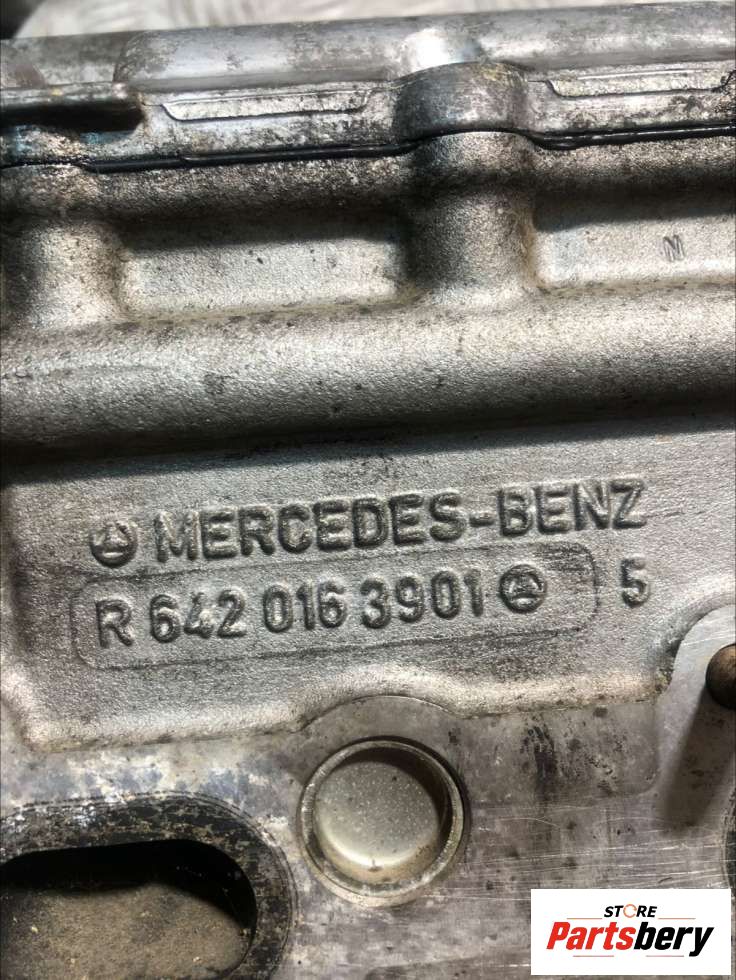 M
MERCEDES-BENZ
R 642 016 3901 5
STORE
Partsbery